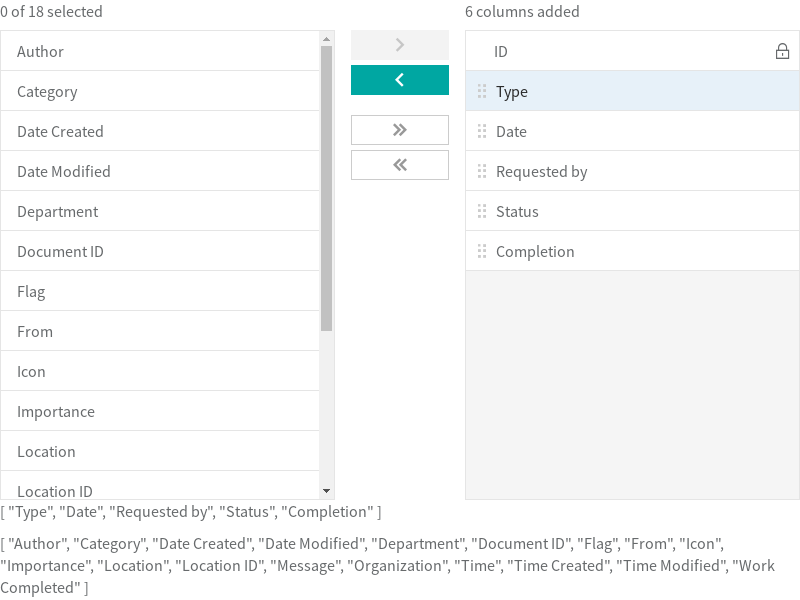 0 of 18 selected
6 columns added
Author
Category
Date Created
Date Modified
Department
Document ID
Flag
From
Icon
Importance
Location
Location ID
ID
Type
Date
Requested by
Status
Completion
[ "Type", "Date", "Requested by", "Status", "Completion" ]
[ "Author", "Category", "Date Created", "Date Modified", "Department", "Document ID", "Flag", "From", "Icon",
"Importance", "Location", "Location ID", "Message", "Organization", "Time", "Time Created", "Time Modified", "Work
Completed" ]